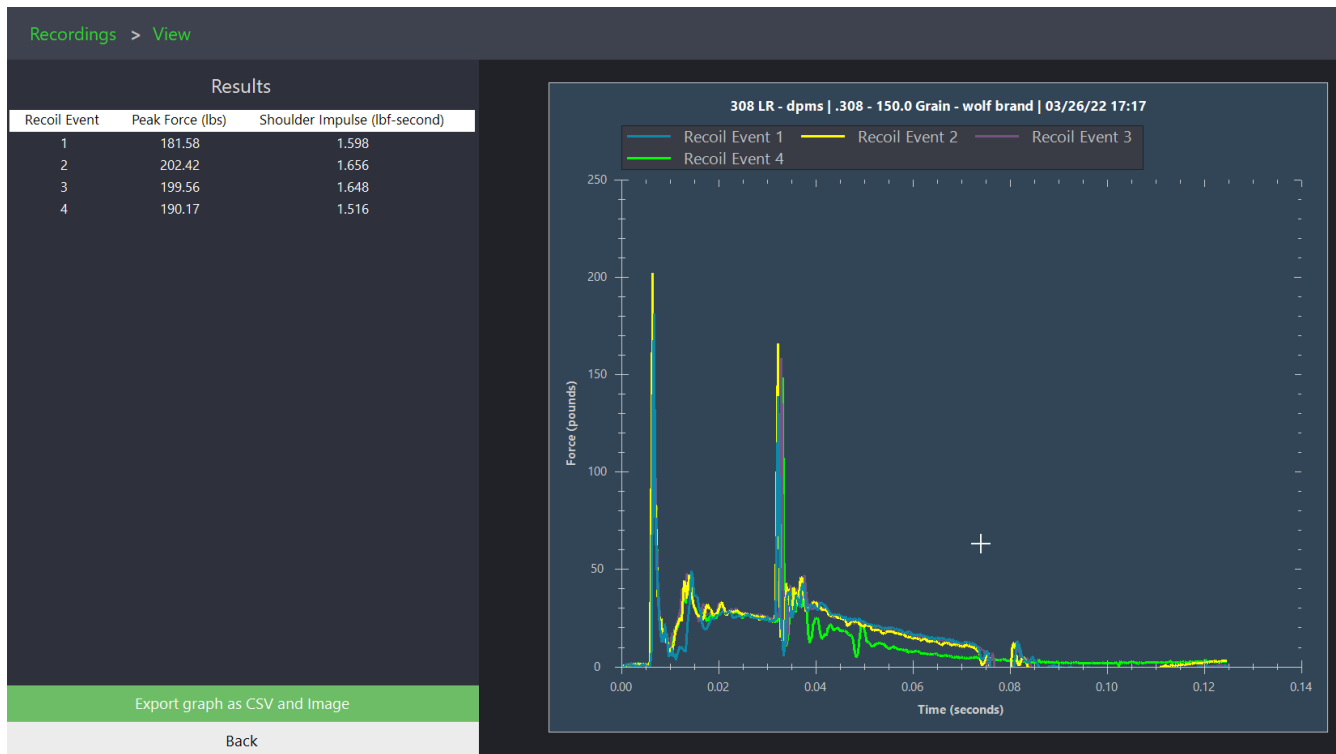 Recordings > View
Results
Recoil Event Peak Force (lbs) Shoulder Impulse (lbf-second)
1 181.58 1.598
2 202.42 1.656
3 199.56 1.648
4 190.17 1.516
Export graph as CSV and Image
Back
308 LR - dpms | .308 - 150.0 Grain - wolf brand | 03/26/22 17:17
Recoil Event 1 Recoil Event 2 Recoil Event 3
Recoil Event 4
250
200
150
100
50
0
Force (pounds)
0.00 0.02 0.04 0.06 0.08 0.10 0.12 0.14
Time (seconds)